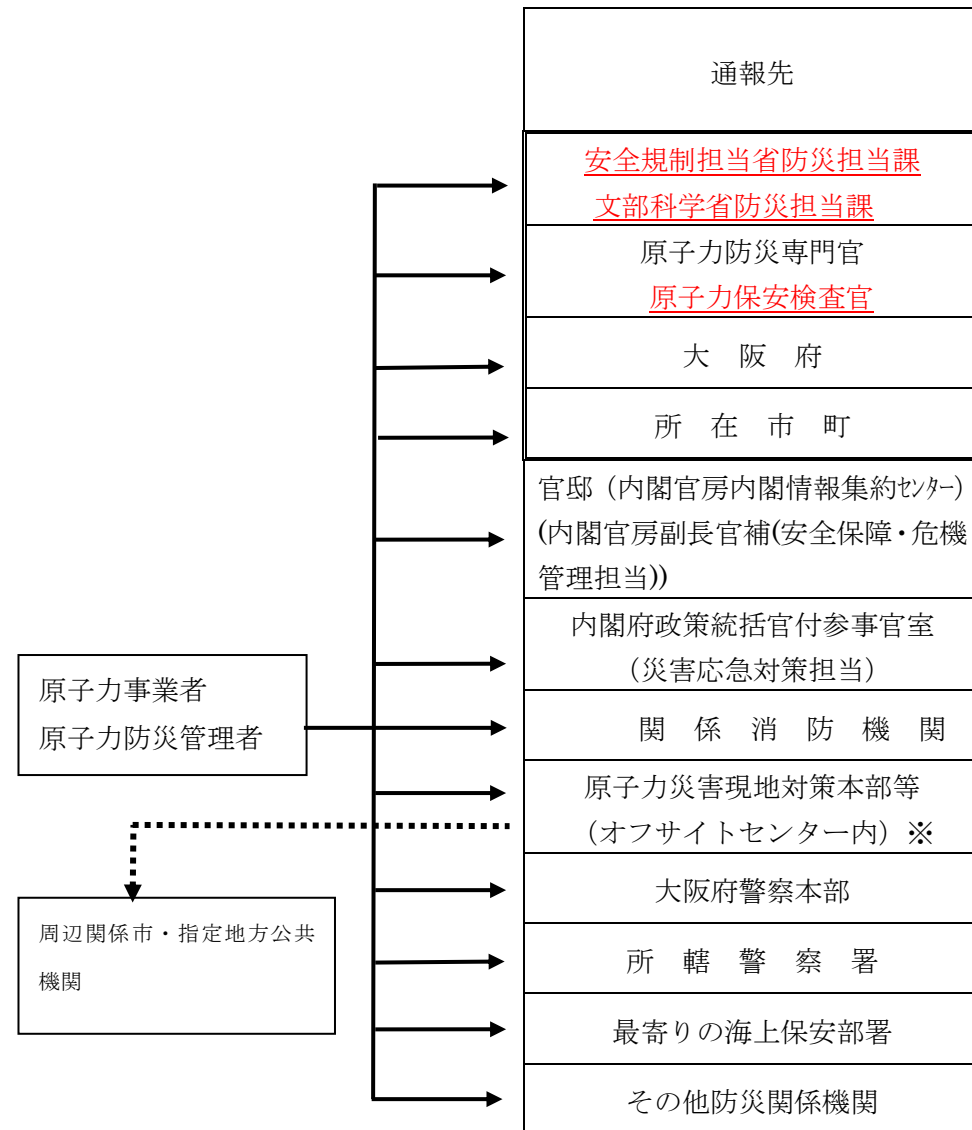 通報先
安全規制担当省防災担当課
文部科学省防災担当課
原子力防災専門官
原子力保安検査官
大　阪　府
所　在　市　町
官邸（内閣官房内閣情報集約ｾﾝﾀｰ）
(内閣官房副長官補(安全保障・危機
管理担当))
内閣府政策統括官付参事官室
（災害応急対策担当）
関　係　消　防　機　関
原子力災害現地対策本部等
（オフサイトセンター内）※
大阪府警察本部
所　轄　警　察　署
最寄りの海上保安部署
その他防災関係機関
原子力事業者
原子力防災管理者
周辺関係市・指定地方公共
機関